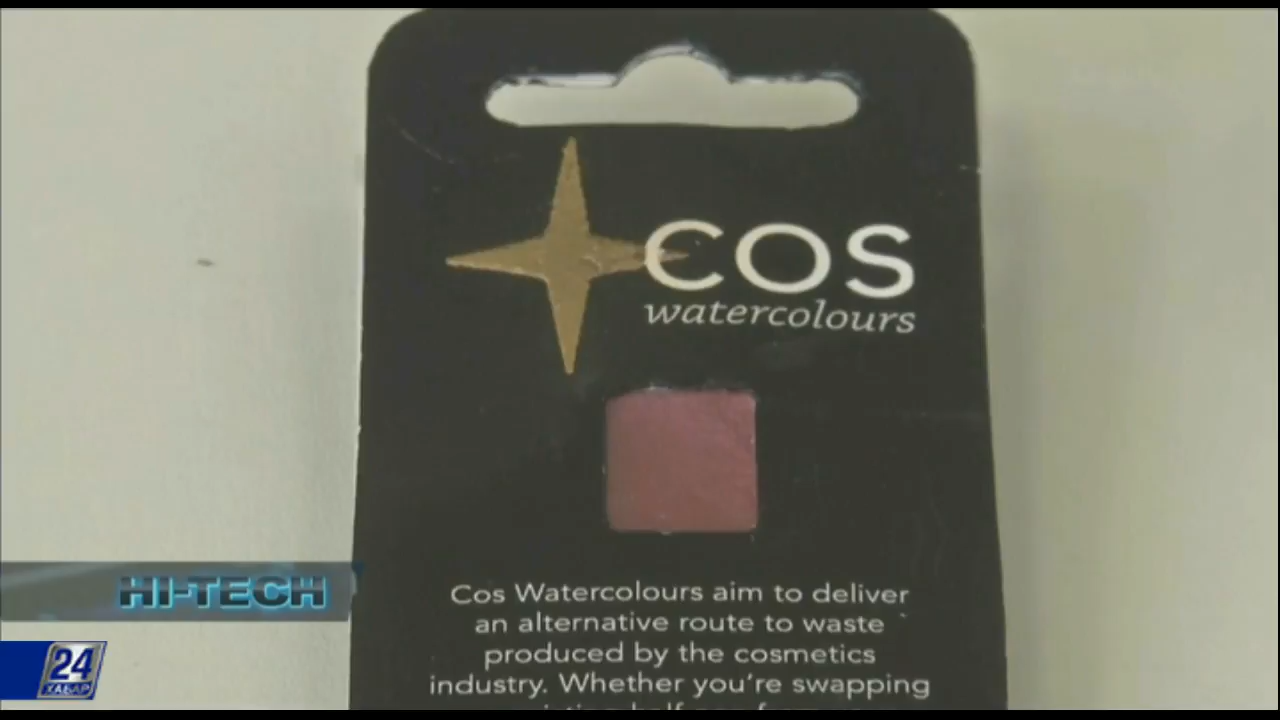 COS
watercolours
Cos Watercolours aim to deliver
an alternative route to waste
produced by the cosmetics
industry. Whether you're swapping
HI-TECH
24
ХАБАР